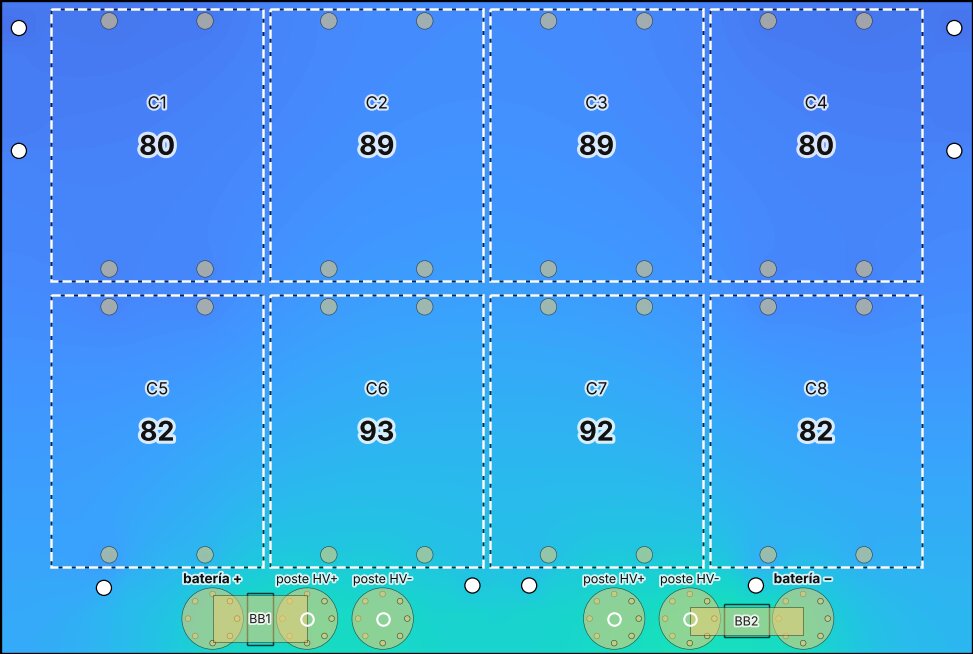 C1
80
C2
89
C3
89
C4
80
C5
82
C6
93
C7
92
C8
82
batería +
poste HV+
poste HV-
poste HV+
poste HV-
batería –
BB1
BB2